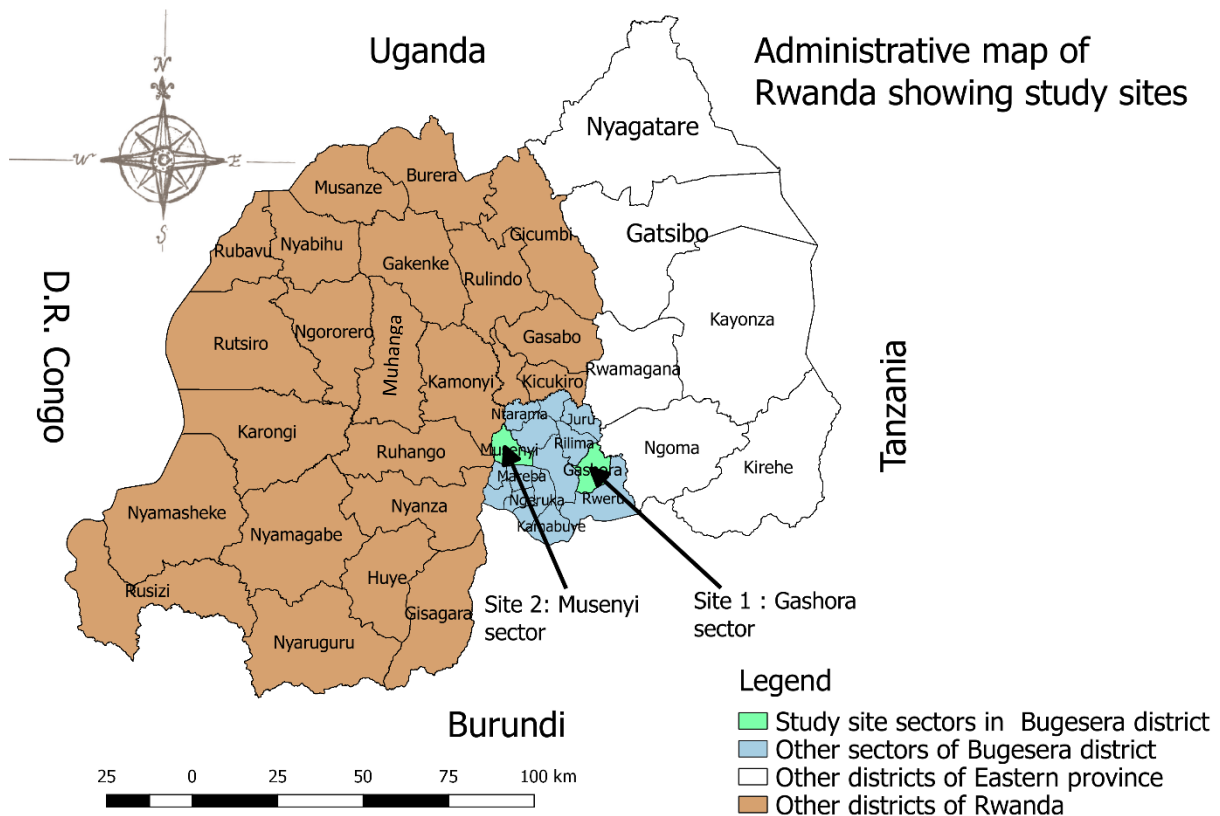 Uganda
Administrative map of
Rwanda showing study sites
N
W
E
S
D.R. Congo
Tanzania
Burundi
Nyagatare
Burera
Musanze
Gicumbi
Gatsibo
Rubavu
Nyabihu
Gakenke
Rulindo
Kayonza
Rutsiro
Ngororero
Muhanga
Gasabo
Rwamagana
Kamonyi
Kicukiro
Karongi
Ruhango
Ntarama
Juru
Rilima
Musenyi
Gashora
Mareba
Ngeruka
Rweru
Kamabuye
Ngoma
Kirehe
Nyamasheke
Nyamagabe
Nyanza
Huye
Rusizi
Gisagara
Nyaruguru
Site 2: Musenyi
sector
Site 1 : Gashora
sector
Legend
Study site sectors in Bugesera district
Other sectors of Bugesera district
Other districts of Eastern province
Other districts of Rwanda
25 0 25 50 75 100 km